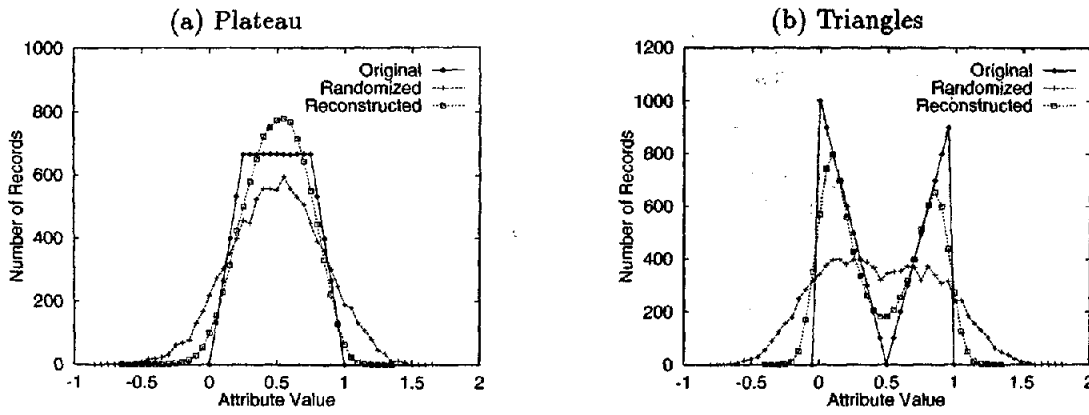 (a) Plateau
1000
800
600
400
200
0
Number of Records
Original
Randomized
Reconstructed
-1
-0.5
0
0.5
1
1.5
2
Attribute Value
(b) Triangles
1200
1000
800
600
400
200
0
Number of Records
Original
Randomized
Reconstructed
-1
-0.5
0
0.5
1
1.5
2
Attribute Value